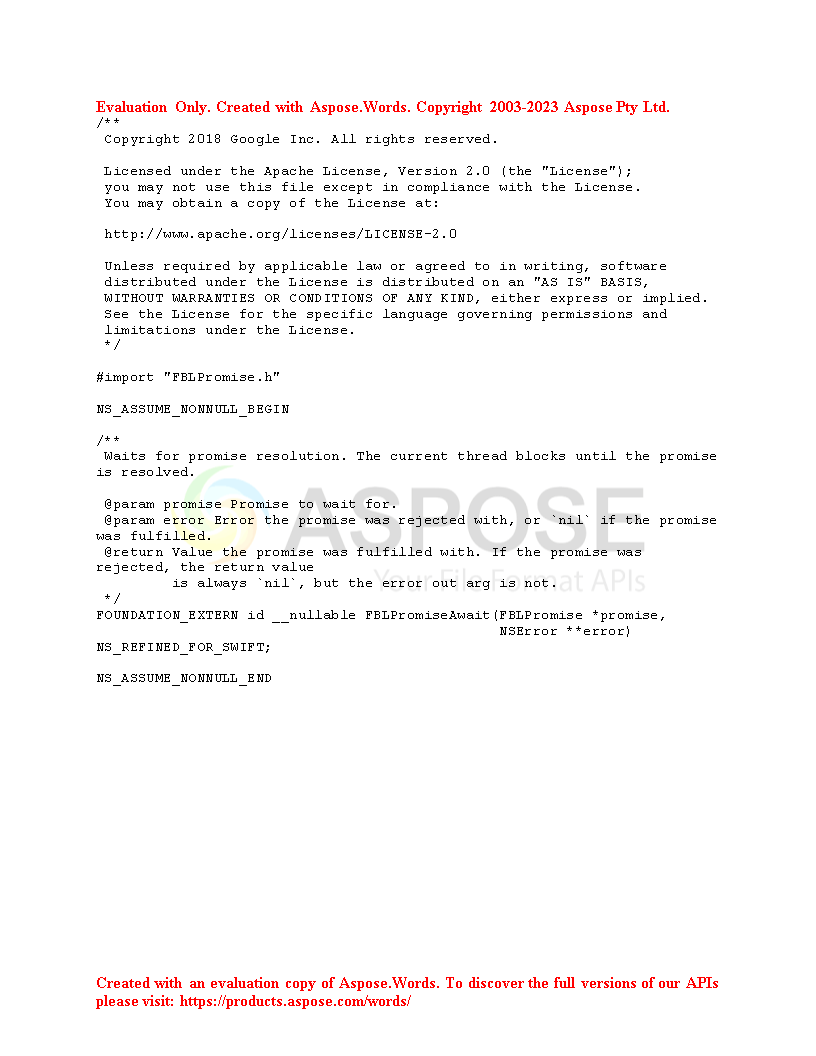 Evaluation Only. Created with Aspose.Words. Copyright 2003-2023 Aspose Pty Ltd.
/**
 Copyright 2018 Google Inc. All rights reserved.

 Licensed under the Apache License, Version 2.0 (the "License");
 you may not use this file except in compliance with the License.
 You may obtain a copy of the License at:

 http://www.apache.org/licenses/LICENSE-2.0

 Unless required by applicable law or agreed to in writing, software
 distributed under the License is distributed on an "AS IS" BASIS,
 WITHOUT WARRANTIES OR CONDITIONS OF ANY KIND, either express or implied.
 See the License for the specific language governing permissions and
 limitations under the License.
 */

#import "FBLPromise.h"

NS_ASSUME_NONNULL_BEGIN

/**
 Waits for promise resolution. The current thread blocks until the promise
is resolved.

 @param promise Promise to wait for.
 @param error Error the promise was rejected with, or `nil` if the promise
was fulfilled.
 @return Value the promise was fulfilled with. If the promise was
rejected, the return value
         is always `nil`, but the error out arg is not.
 */
FOUNDATION_EXTERN id __nullable FBLPromiseAwait(FBLPromise *promise,
                                                NSError **error)
NS_REFINED_FOR_SWIFT;

NS_ASSUME_NONNULL_END
ASPOSE
Your File Format APIs
Created with an evaluation copy of Aspose.Words. To discover the full versions of our APIs
please visit: https://products.aspose.com/words/